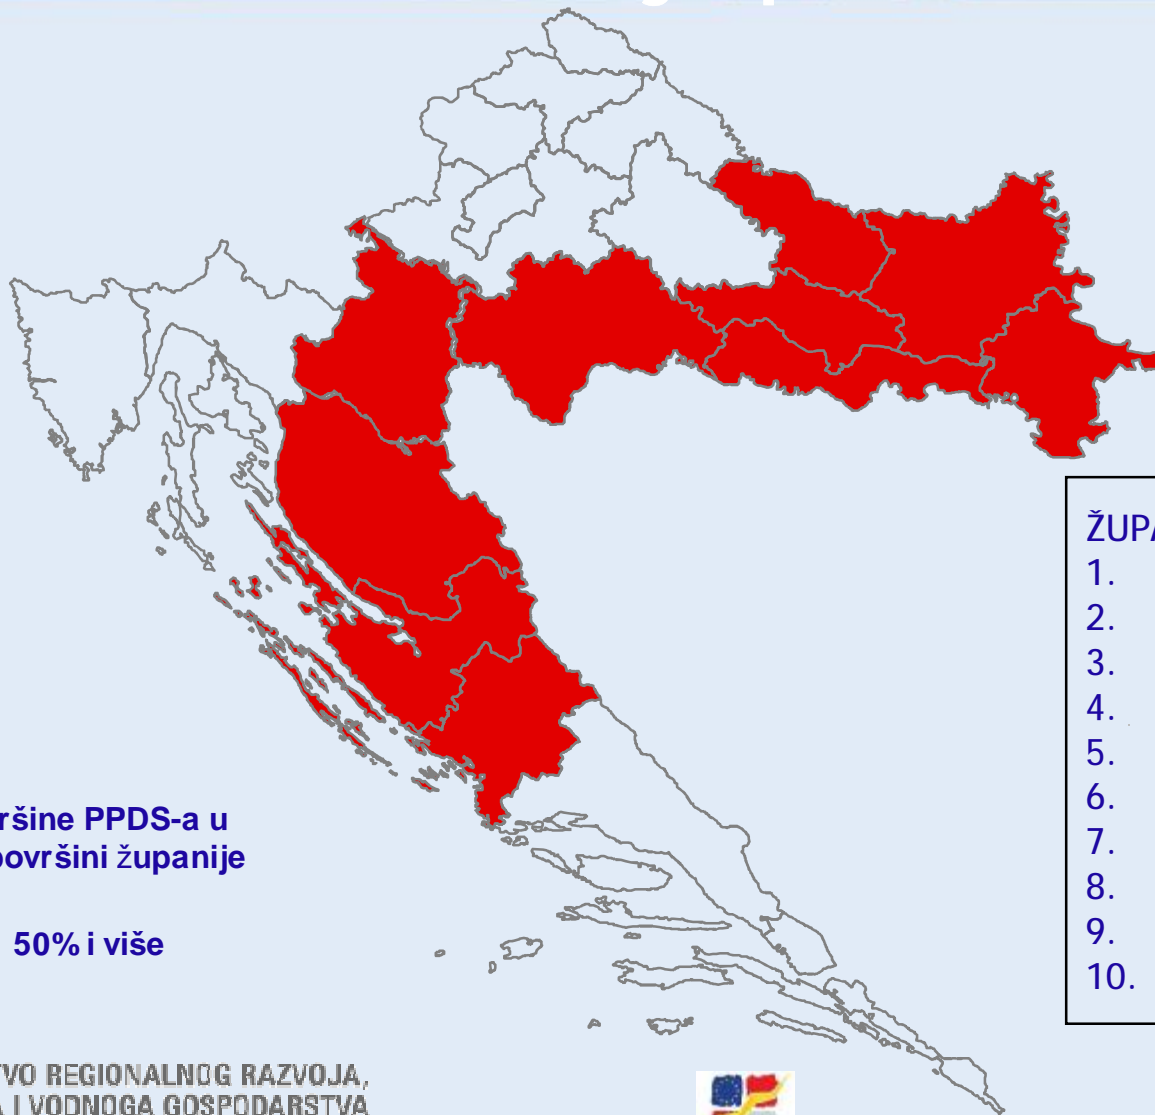 ršine PPDS-a u
površini županije
50% i više
ŽUPA
1.
2.
3.
4.
5.
6.
7.
8.
9.
10.
TVO REGIONALNOG RAZVOJA,
A I VODNOGA GOSPODARSTVA